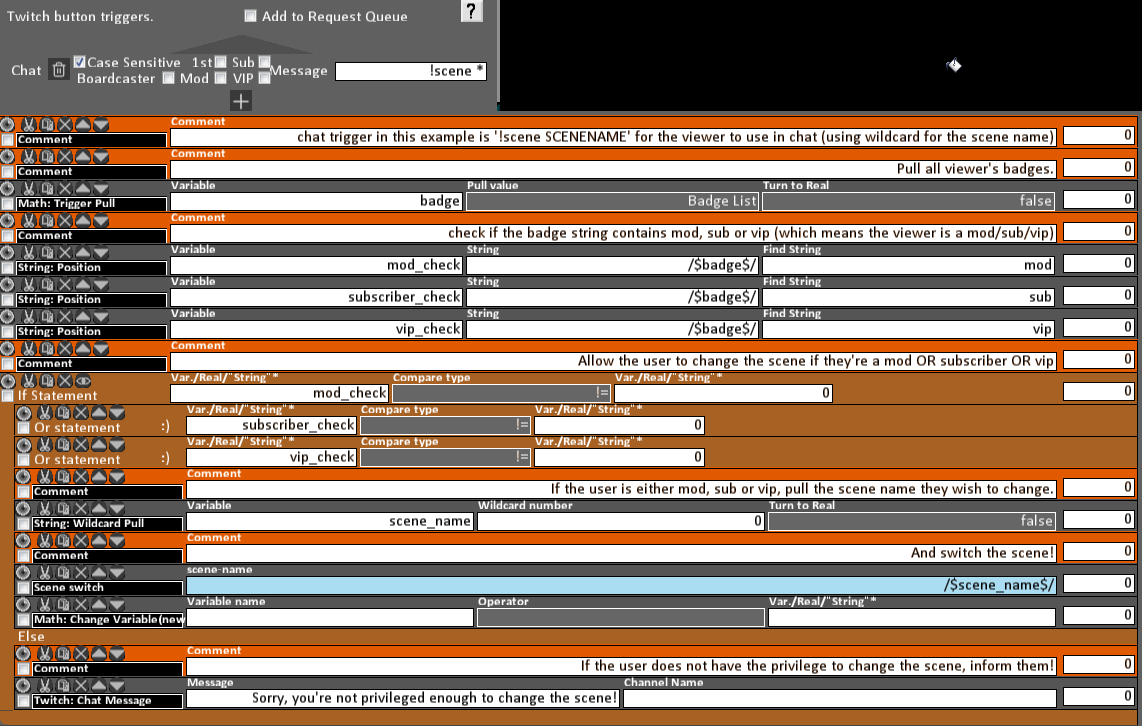 Twitch button triggers.
Add to Request Queue
?
Chat
Case Sensitive 1st Sub
Boardcaster Mod VIP
Message
!scene *
+
Comment
Comment
chat trigger in this example is '!scene SCENENAME' for the viewer to use in chat (using wildcard for the scene name)
0
Comment
Comment
Pull all viewer's badges.
0
Variable Pull value Turn to Real
Math: Trigger Pull
badge Badge List false 0
Comment
Comment
check if the badge string contains mod, sub or vip (which means the viewer is a mod/sub/vip)
0
Variable String Find String
String: Position
mod_check /$badge$/ mod 0
Variable String Find String
String: Position
subscriber_check /$badge$/ sub 0
Variable String Find String
String: Position
vip_check /$badge$/ vip 0
Comment
Comment
Allow the user to change the scene if they're a mod OR subscriber OR vip
0
Var./Real/"String"* Compare type Var./Real/"String"*
If Statement
mod_check != 0 0
Var./Real/"String"* Compare type Var./Real/"String"*
Or statement :)
subscriber_check != 0
Var./Real/"String"* Compare type Var./Real/"String"*
Or statement :)
vip_check != 0
Comment
Comment
If the user is either mod, sub or vip, pull the scene name they wish to change.
0
Variable Wildcard number Turn to Real
String: Wildcard Pull
scene_name 0 false 0
Comment
Comment
And switch the scene!
0
scene-name
Scene switch
/$scene_name$/ 0
Variable name Operator Var./Real/"String"*
Math: Change Variable(new
0
Else
Comment
Comment
If the user does not have the privilege to change the scene, inform them!
0
Message Channel Name
Twitch: Chat Message
Sorry, you're not privileged enough to change the scene!
0